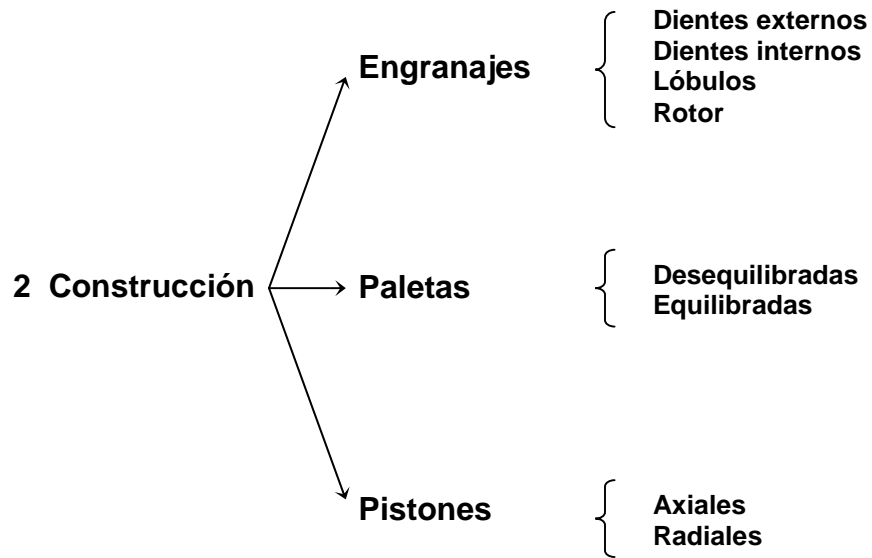 Engranajes
Dientes externos
Dientes internos
Lóbulos
Rotor
2 Construcción
Paletas
Desequilibradas
Equilibradas
Pistones
Axiales
Radiales